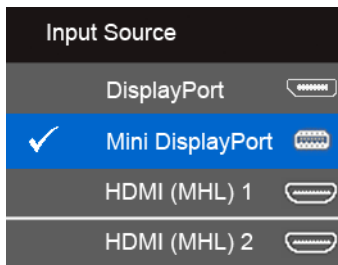 Input Source
DisplayPort
Mini DisplayPort
HDMI (MHL) 1
HDMI (MHL) 2